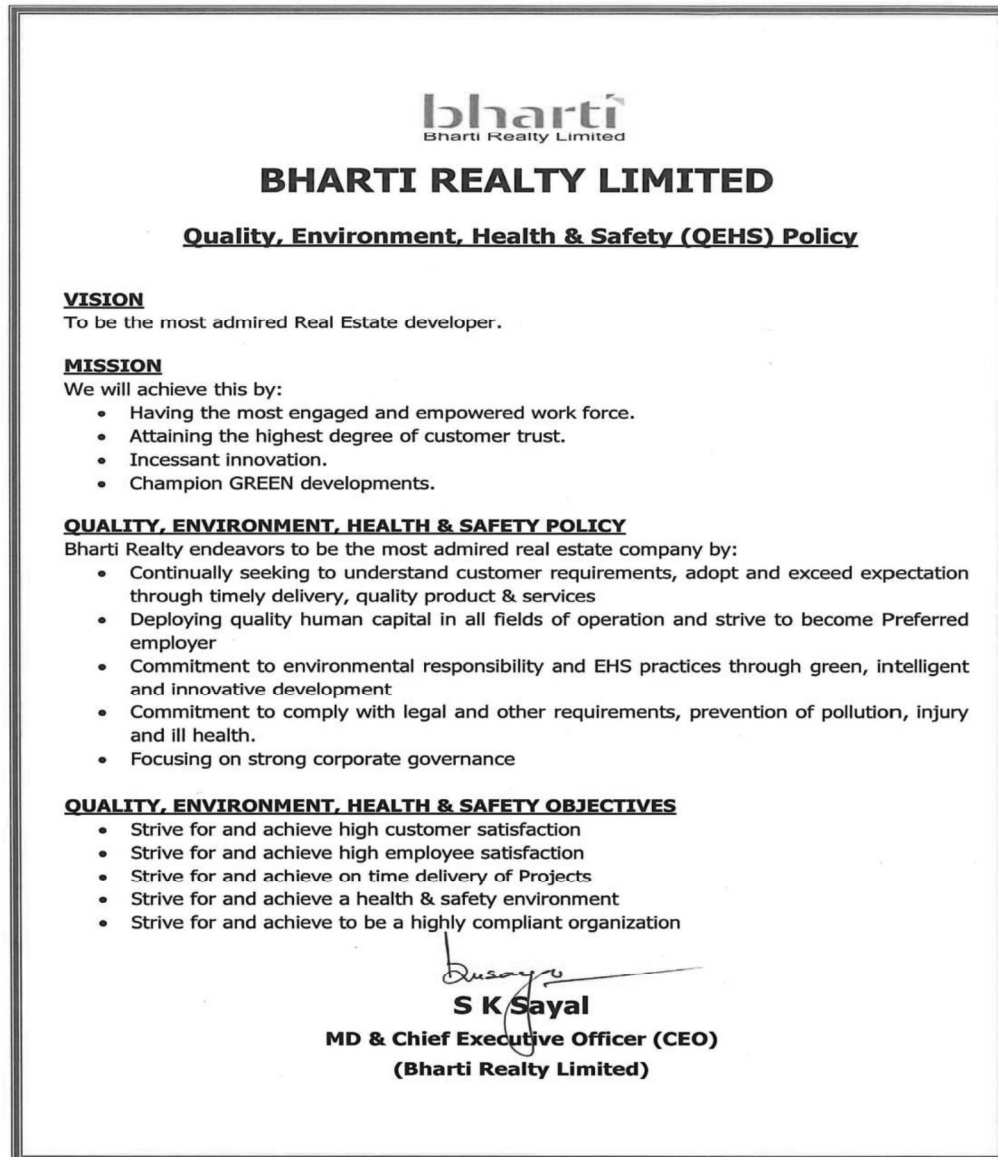 bharti
Bharti Realty Limited
BHARTI REALTY LIMITED
Quality, Environment, Health & Safety (QEHS) Policy
VISION
To be the most admired Real Estate developer.
MISSION
We will achieve this by:
• Having the most engaged and empowered work force.
• Attaining the highest degree of customer trust.
• Incessant innovation.
• Champion GREEN developments.
QUALITY, ENVIRONMENT, HEALTH & SAFETY POLICY
Bharti Realty endeavors to be the most admired real estate company by:
• Continually seeking to understand customer requirements, adopt and exceed expectation
through timely delivery, quality product & services
• Deploying quality human capital in all fields of operation and strive to become Preferred
employer
• Commitment to environmental responsibility and EHS practices through green, intelligent
and innovative development
• Commitment to comply with legal and other requirements, prevention of pollution, injury
and ill health.
• Focusing on strong corporate governance
QUALITY, ENVIRONMENT, HEALTH & SAFETY OBJECTIVES
• Strive for and achieve high customer satisfaction
• Strive for and achieve high employee satisfaction
• Strive for and achieve on time delivery of Projects
• Strive for and achieve a health & safety environment
• Strive for and achieve to be a highly compliant organization
S K Sayal
MD & Chief Executive Officer (CEO)
(Bharti Realty Limited)